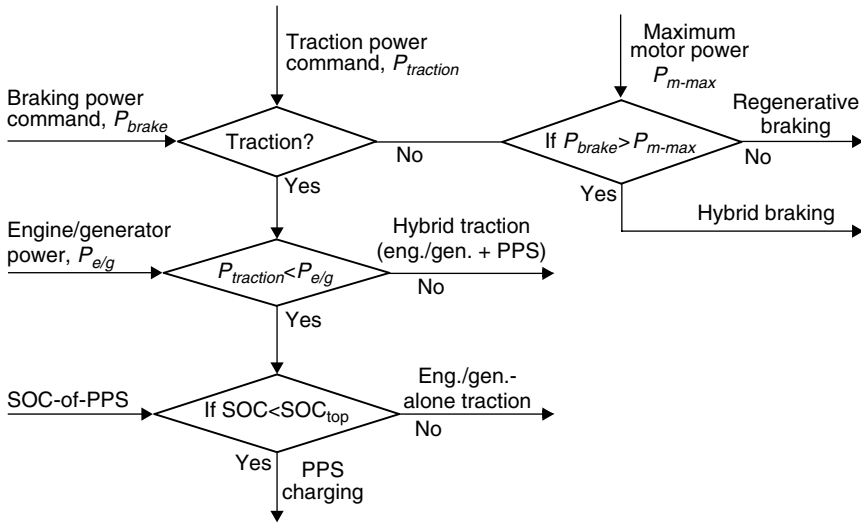 Traction power
command, P_traction
Maximum
motor power
P_m-max
Braking power
command, P_brake
Traction?
No
Yes
If P_brake>P_m-max
Regenerative
braking
No
Yes
Hybrid braking
Engine/generator
power, P_e/g
P_traction<P_e/g
Hybrid traction
(eng./gen. + PPS)
No
Yes
SOC-of-PPS
If SOC<SOC_top
Eng./gen.-
alone traction
No
Yes
PPS
charging